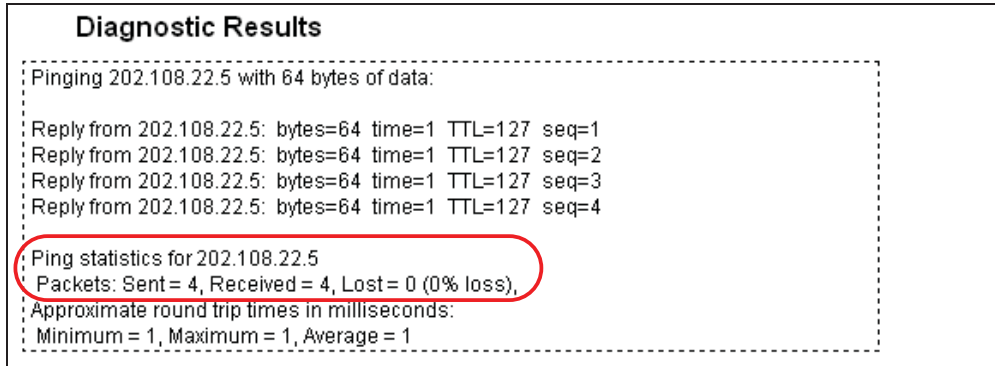 Diagnostic Results
Pinging 202.108.22.5 with 64 bytes of data:
Reply from 202.108.22.5: bytes=64 time=1 TTL=127 seq=1
Reply from 202.108.22.5: bytes=64 time=1 TTL=127 seq=2
Reply from 202.108.22.5: bytes=64 time=1 TTL=127 seq=3
Reply from 202.108.22.5: bytes=64 time=1 TTL=127 seq=4
Ping statistics for 202.108.22.5
Packets: Sent = 4, Received = 4, Lost = 0 (0% loss),
Approximate round trip times in milliseconds:
Minimum = 1, Maximum = 1, Average = 1